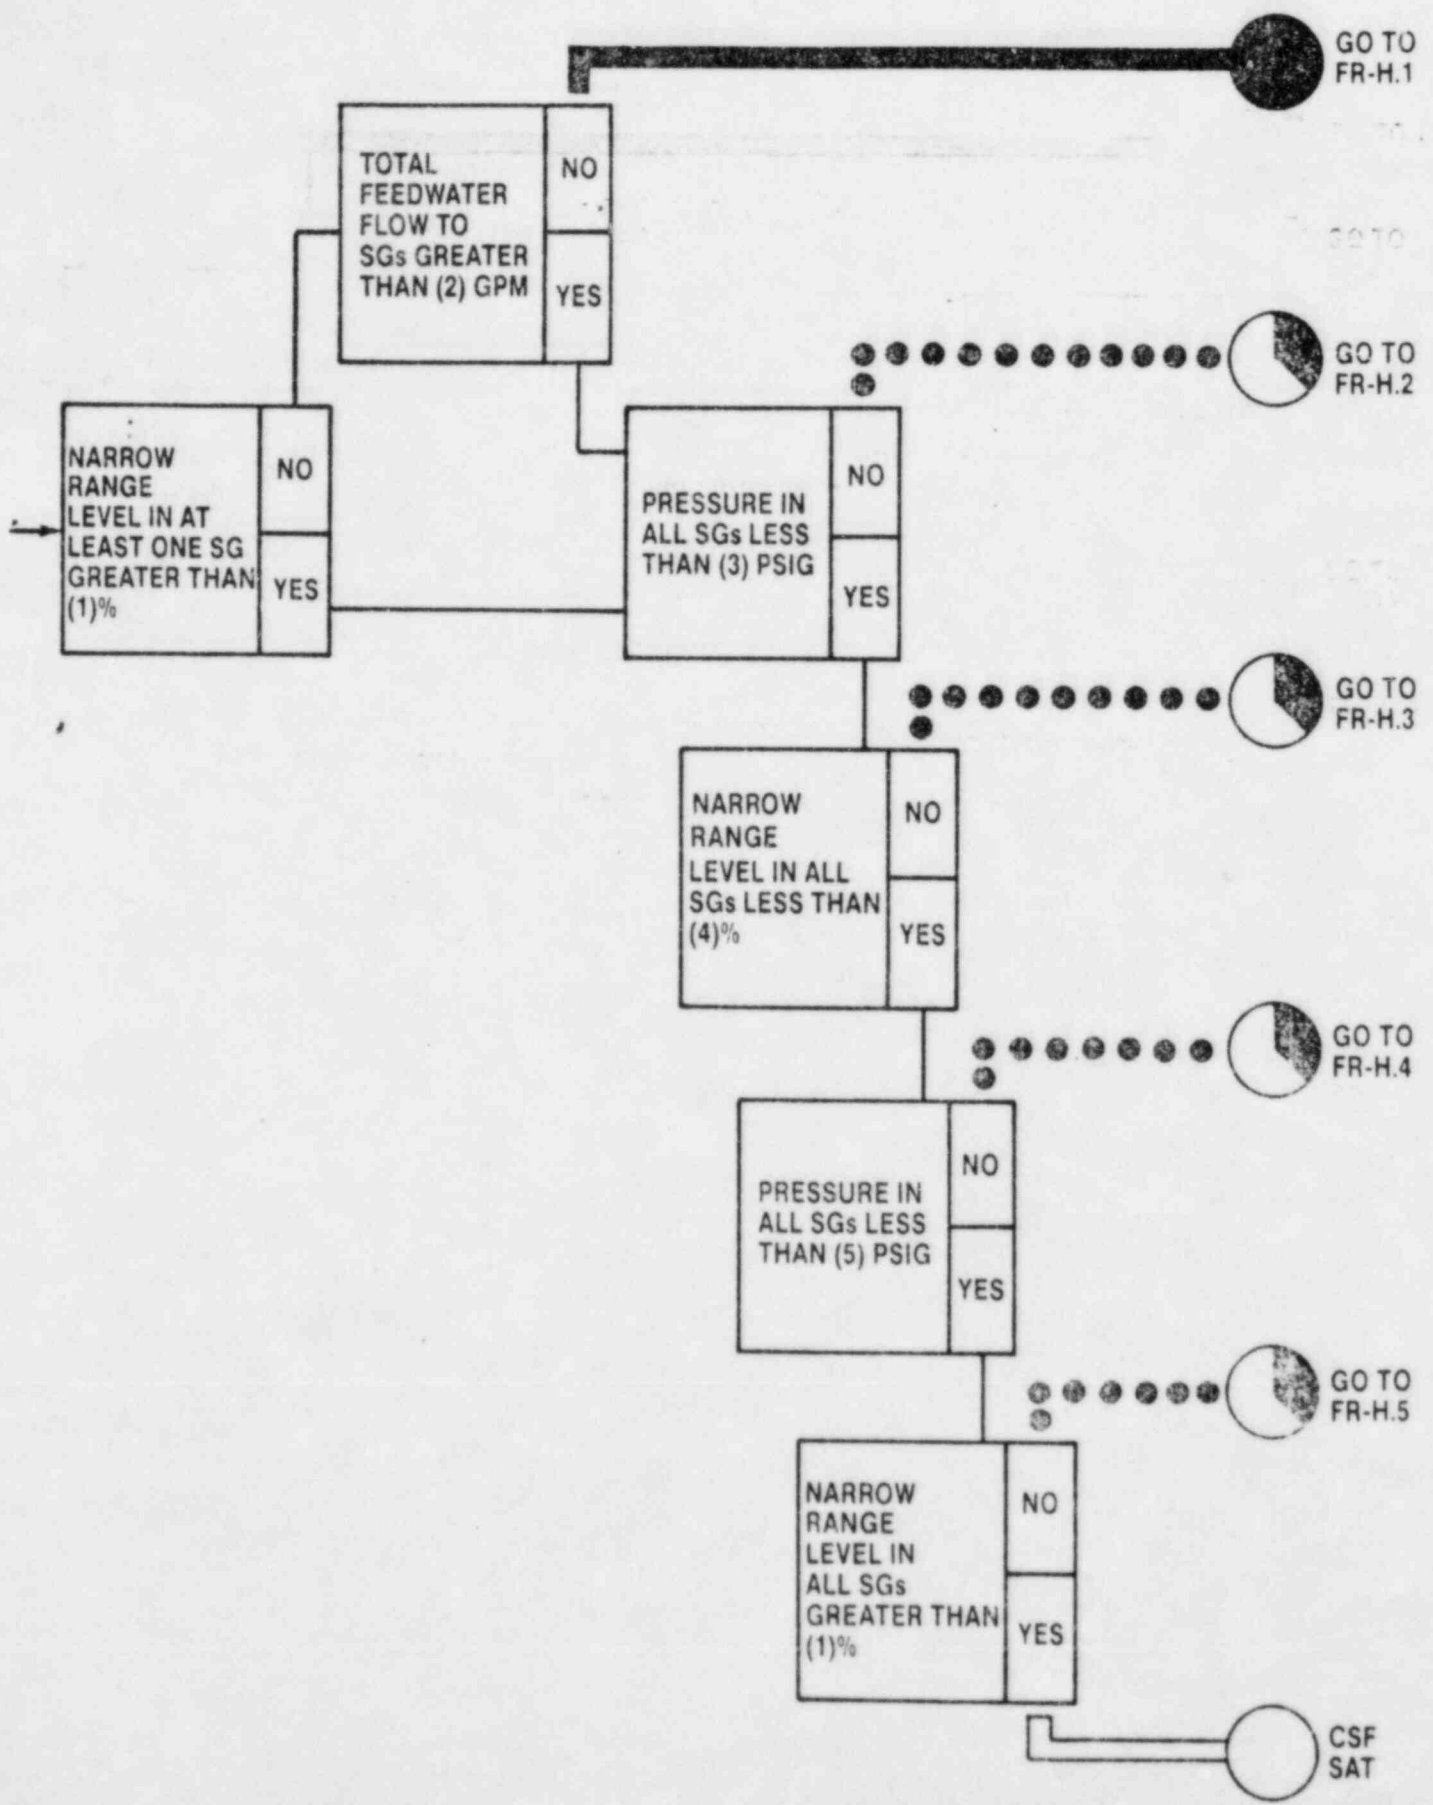 GO TO
FR-H.1
TOTAL
FEEDWATER
FLOW TO
SGs GREATER
THAN (2) GPM
NO
YES
GO TO
FR-H.2
NARROW
RANGE
LEVEL IN AT
LEAST ONE SG
GREATER THAN
(1)%
NO
YES
PRESSURE IN
ALL SGs LESS
THAN (3) PSIG
NO
YES
GO TO
FR-H.3
NARROW
RANGE
LEVEL IN ALL
SGs LESS THAN
(4)%
NO
YES
GO TO
FR-H.4
PRESSURE IN
ALL SGs LESS
THAN (5) PSIG
NO
YES
GO TO
FR-H.5
NARROW
RANGE
LEVEL IN
ALL SGs
GREATER THAN
(1)%
NO
YES
CSF
SAT